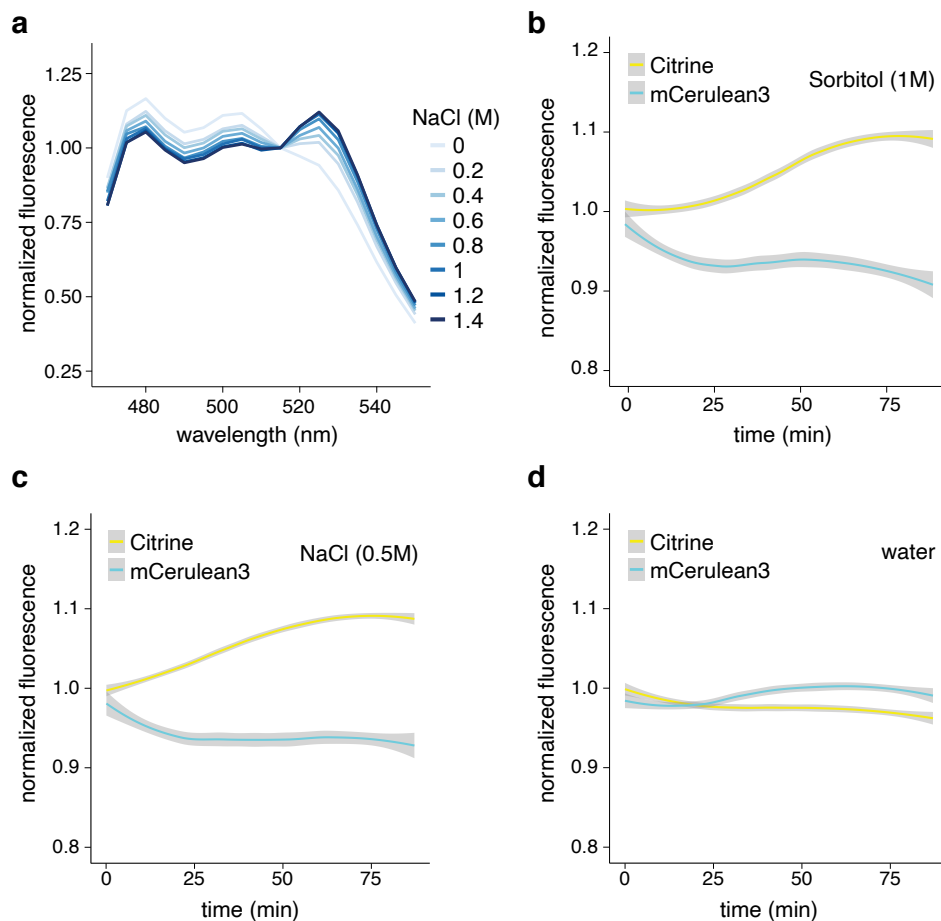 a
1.25
1.00
0.75
0.50
0.25
normalized fluorescence
480
500
520
540
wavelength (nm)
NaCl (M)
0
0.2
0.4
0.6
0.8
1
1.2
1.4
b
1.2
1.1
1.0
0.9
0.8
normalized fluorescence
Citrine
mCerulean3
Sorbitol (1M)
0
25
50
75
time (min)
c
1.2
1.1
1.0
0.9
0.8
normalized fluorescence
Citrine
mCerulean3
NaCl (0.5M)
0
25
50
75
time (min)
d
1.2
1.1
1.0
0.9
0.8
normalized fluorescence
Citrine
mCerulean3
water
0
25
50
75
time (min)